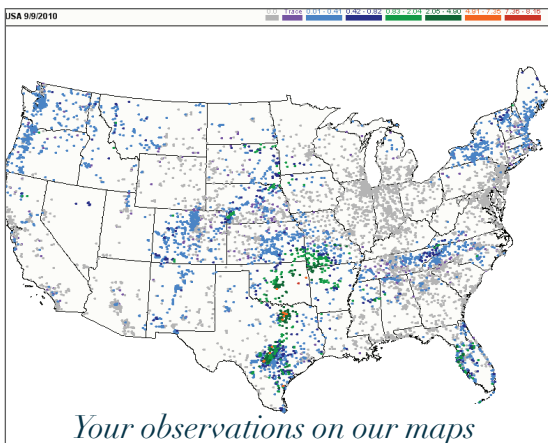 USA 9/9/2010
0.0 Trace 0.01 - 0.41 0.42 - 0.82 0.83 - 2.04 2.05 - 4.90 4.91 - 7.35 7.36 - 8.16
Your observations on our maps